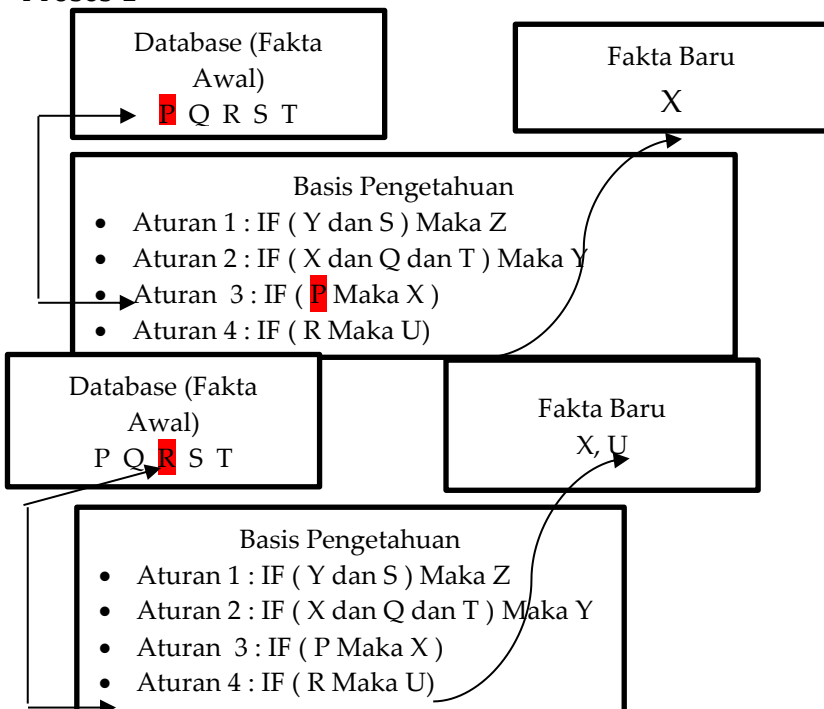 Database (Fakta
Awal)
P Q R S T
Fakta Baru
X
Basis Pengetahuan
• Aturan 1 : IF ( Y dan S ) Maka Z
• Aturan 2 : IF ( X dan Q dan T ) Maka Y
• Aturan 3 : IF ( P Maka X )
• Aturan 4 : IF ( R Maka U)
Database (Fakta
Awal)
P Q R S T
Fakta Baru
X, U
Basis Pengetahuan
• Aturan 1 : IF ( Y dan S ) Maka Z
• Aturan 2 : IF ( X dan Q dan T ) Maka Y
• Aturan 3 : IF ( P Maka X )
• Aturan 4 : IF ( R Maka U)